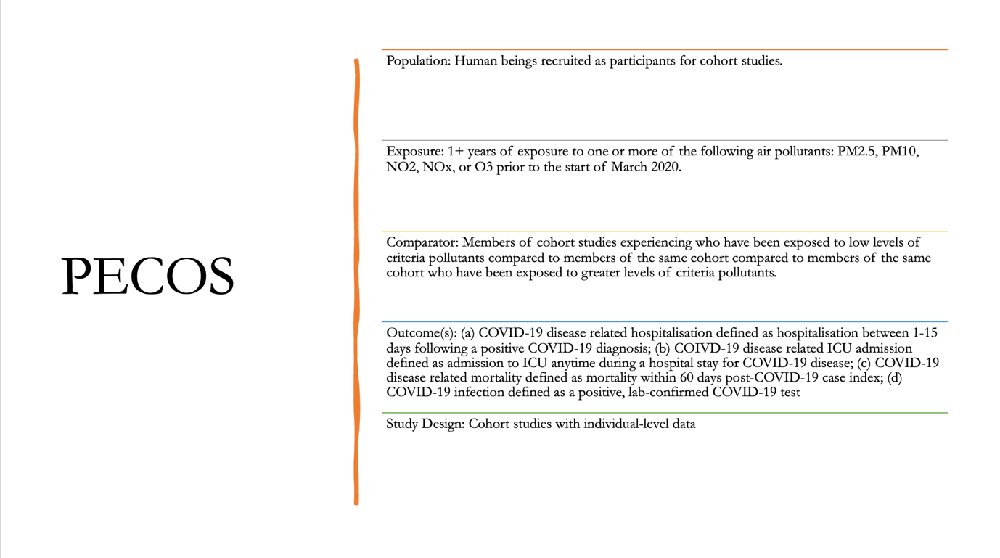 PECOS
Population: Human beings recruited as participants for cohort studies.
Exposure: 1+ years of exposure to one or more of the following air pollutants: PM2.5, PM10,
NO2, NOx, or O3 prior to the start of March 2020.
Comparator: Members of cohort studies experiencing who have been exposed to low levels of
criteria pollutants compared to members of the same cohort compared to members of the same
cohort who have been exposed to greater levels of criteria pollutants.
Outcome(s): (a) COVID-19 disease related hospitalisation defined as hospitalisation between 1-15
days following a positive COVID-19 diagnosis; (b) COIVD-19 disease related ICU admission
defined as admission to ICU anytime during a hospital stay for COVID-19 disease; (c) COVID-19
disease related mortality defined as mortality within 60 days post-COVID-19 case index; (d)
COVID-19 infection defined as a positive, lab-confirmed COVID-19 test
Study Design: Cohort studies with individual-level data